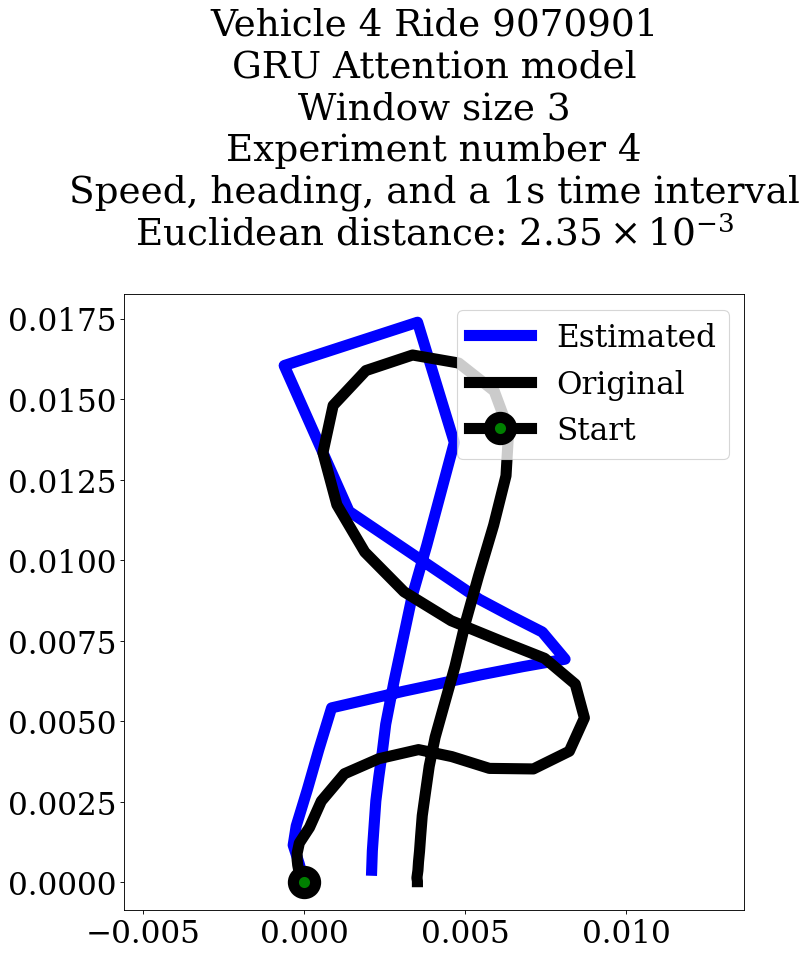 Vehicle 4 Ride 9070901
GRU Attention model
Window size 3
Experiment number 4
Speed, heading, and a 1s time interval
Euclidean distance: 2.35 × 10⁻³
0.0175
0.0150
0.0125
0.0100
0.0075
0.0050
0.0025
0.0000
Estimated
Original
Start
−0.005 0.000 0.005 0.010